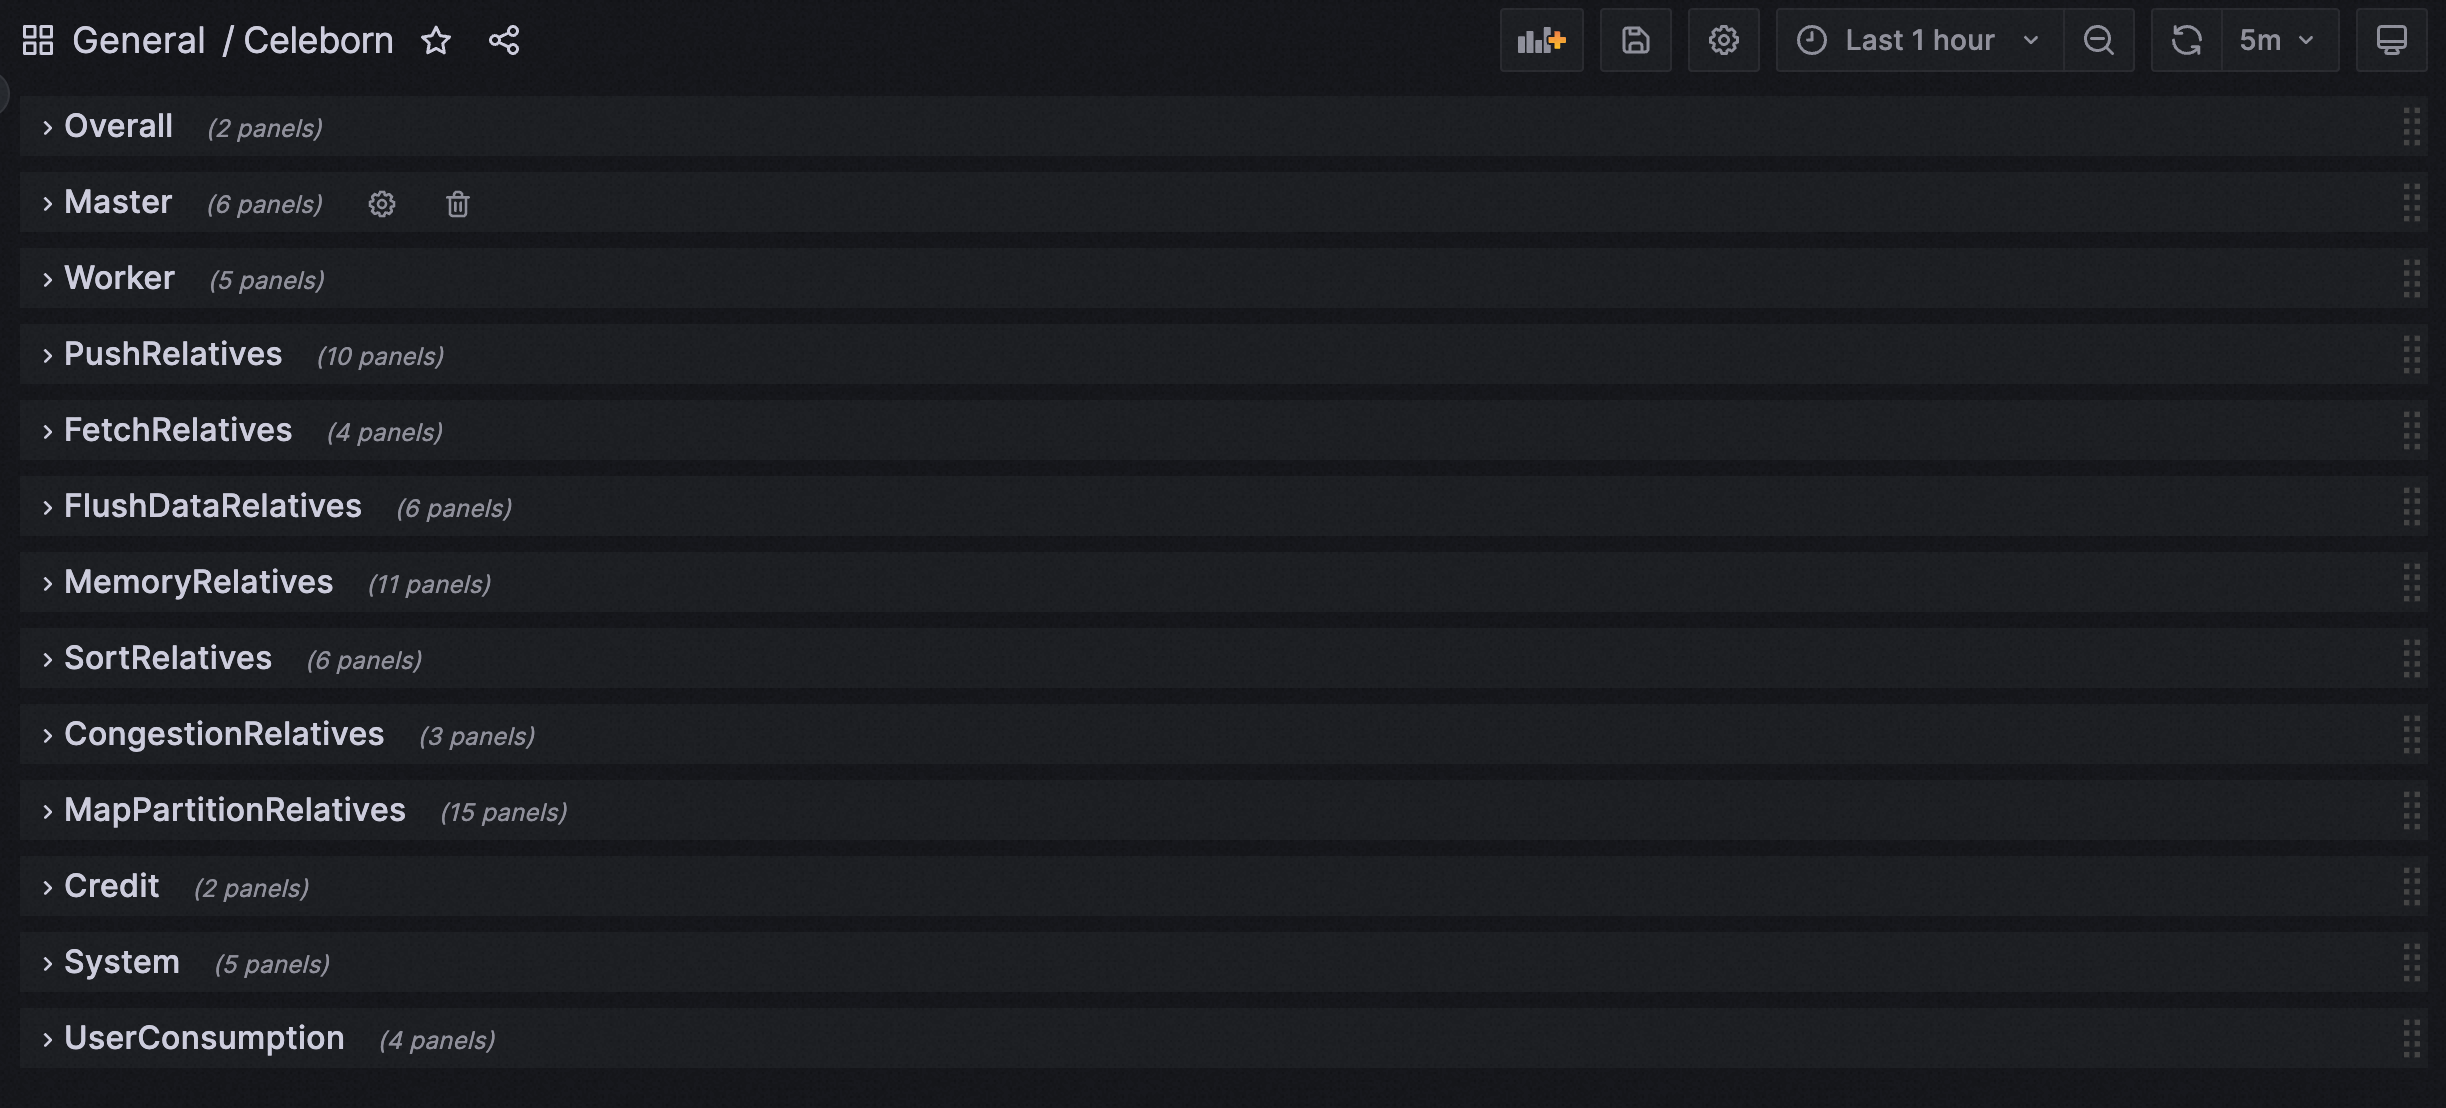 General / Celeborn Last 1 hour 5m
Overall (2 panels)
Master (6 panels)
Worker (5 panels)
PushRelatives (10 panels)
FetchRelatives (4 panels)
FlushDataRelatives (6 panels)
MemoryRelatives (11 panels)
SortRelatives (6 panels)
CongestionRelatives (3 panels)
MapPartitionRelatives (15 panels)
Credit (2 panels)
System (5 panels)
UserConsumption (4 panels)